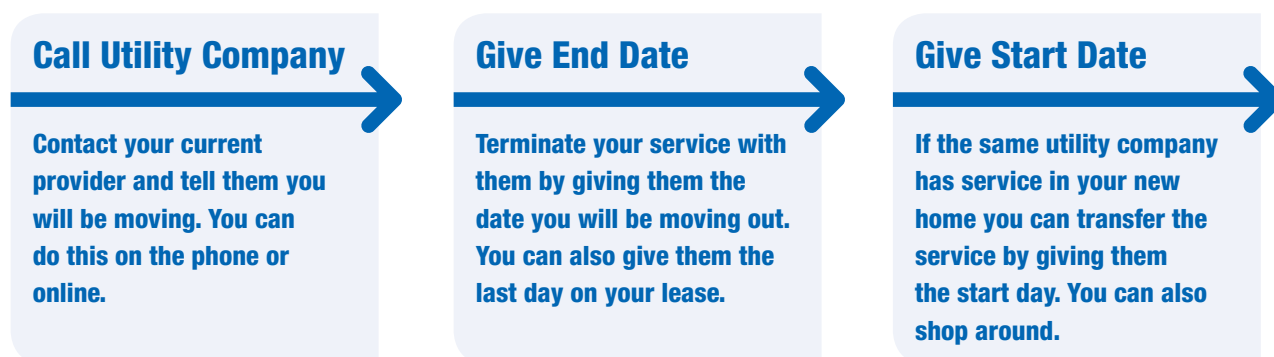 Call Utility Company
Contact your current
provider and tell them you
will be moving. You can
do this on the phone or
online.
Give End Date
Terminate your service with
them by giving them the
date you will be moving out.
You can also give them the
last day on your lease.
Give Start Date
If the same utility company
has service in your new
home you can transfer the
service by giving them
the start day. You can also
shop around.